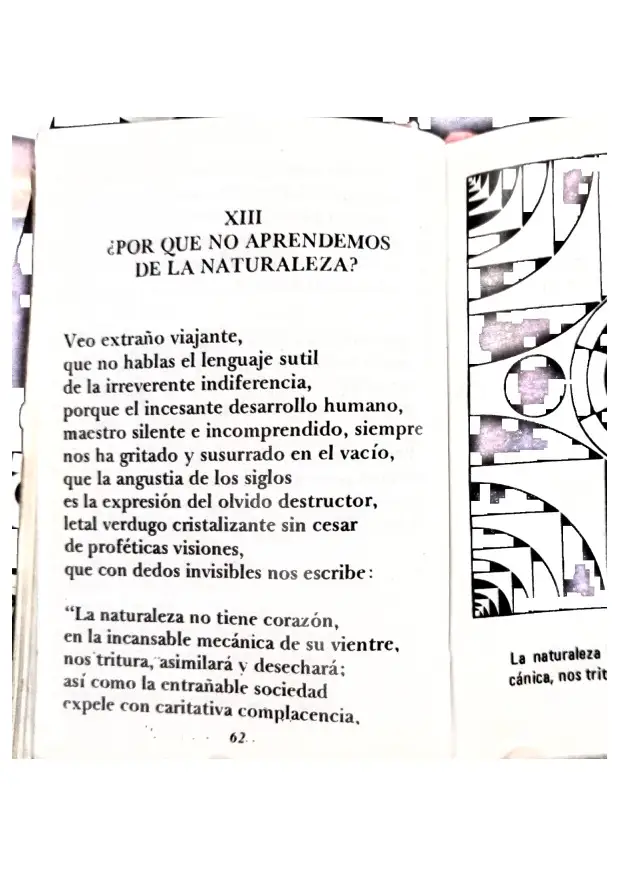 XIII
¿POR QUE NO APRENDEMOS
DE LA NATURALEZA?
Veo extraño viajante,
que no hablas el lenguaje sutil
de la irreverente indiferencia,
porque el incesante desarrollo humano,
maestro silente e incomprendido, siempre
nos ha gritado y susurrado en el vacío,
que la angustia de los siglos
es la expresión del olvido destructor,
letal verdugo cristalizante sin cesar
de proféticas visiones,
que con dedos invisibles nos escribe:
“La naturaleza no tiene corazón,
en la incansable mecánica de su vientre,
nos tritura, asimilará y desechará;
así como la entrañable sociedad
expele con caritativa complacencia,
62
La naturaleza
cánica, nos trit